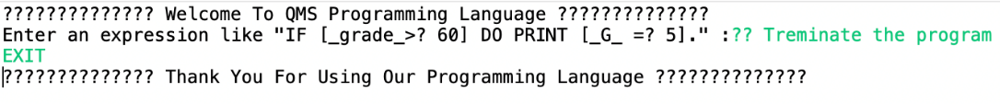 ?????????????? Welcome To QMS Programming Language ??????????????
Enter an expression like "IF [_grade_>? 60] DO PRINT [_G_ =? 5]." :?? Treminate the program
EXIT
?????????????? Thank You For Using Our Programming Language ??????????????